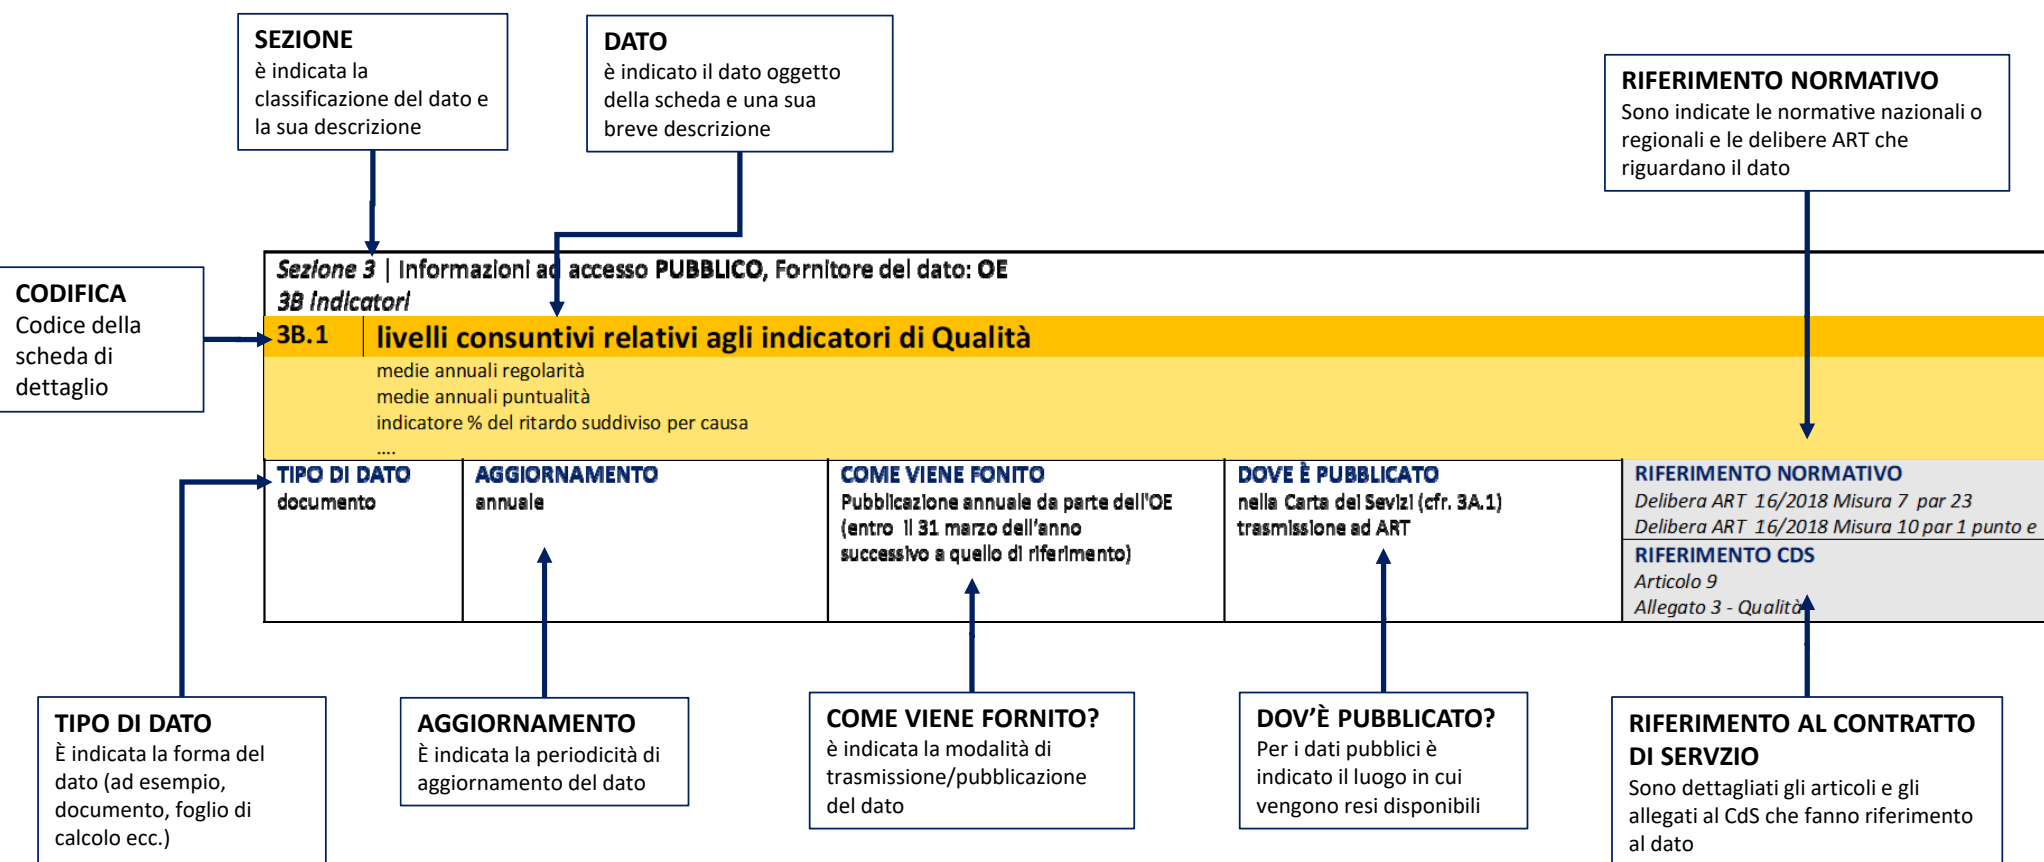 SEZIONE
è indicata la
classificazione del dato e
la sua descrizione
DATO
è indicato il dato oggetto
della scheda e una sua
breve descrizione
RIFERIMENTO NORMATIVO
Sono indicate le normative nazionali o
regionali e le delibere ART che
riguardano il dato
CODIFICA
Codice della
scheda di
dettaglio
Sezione 3 | Informazioni ad accesso PUBBLICO, Fornitore del dato: OE
3B indicatori
3B.1 livelli consuntivi relativi agli indicatori di Qualità
medie annuali regolarità
medie annuali puntualità
indicatore % del ritardo suddiviso per causa
....
TIPO DI DATO
documento
AGGIORNAMENTO
annuale
COME VIENE FONITO
Pubblicazione annuale da parte dell'OE
(entro il 31 marzo dell'anno
successivo a quello di riferimento)
DOVE È PUBBLICATO
nella Carta dei Sevizi (cfr. 3A.1)
trasmissione ad ART
RIFERIMENTO NORMATIVO
Delibera ART 16/2018 Misura 7 par 23
Delibera ART 16/2018 Misura 10 par 1 punto e
RIFERIMENTO CDS
Articolo 9
Allegato 3 - Qualità
TIPO DI DATO
È indicata la forma del
dato (ad esempio,
documento, foglio di
calcolo ecc.)
AGGIORNAMENTO
È indicata la periodicità di
aggiornamento del dato
COME VIENE FORNITO?
è indicata la modalità di
trasmissione/pubblicazione
del dato
DOV'È PUBBLICATO?
Per i dati pubblici è
indicato il luogo in cui
vengono resi disponibili
RIFERIMENTO AL CONTRATTO
DI SERVZIO
Sono dettagliati gli articoli e gli
allegati al CdS che fanno riferimento
al dato